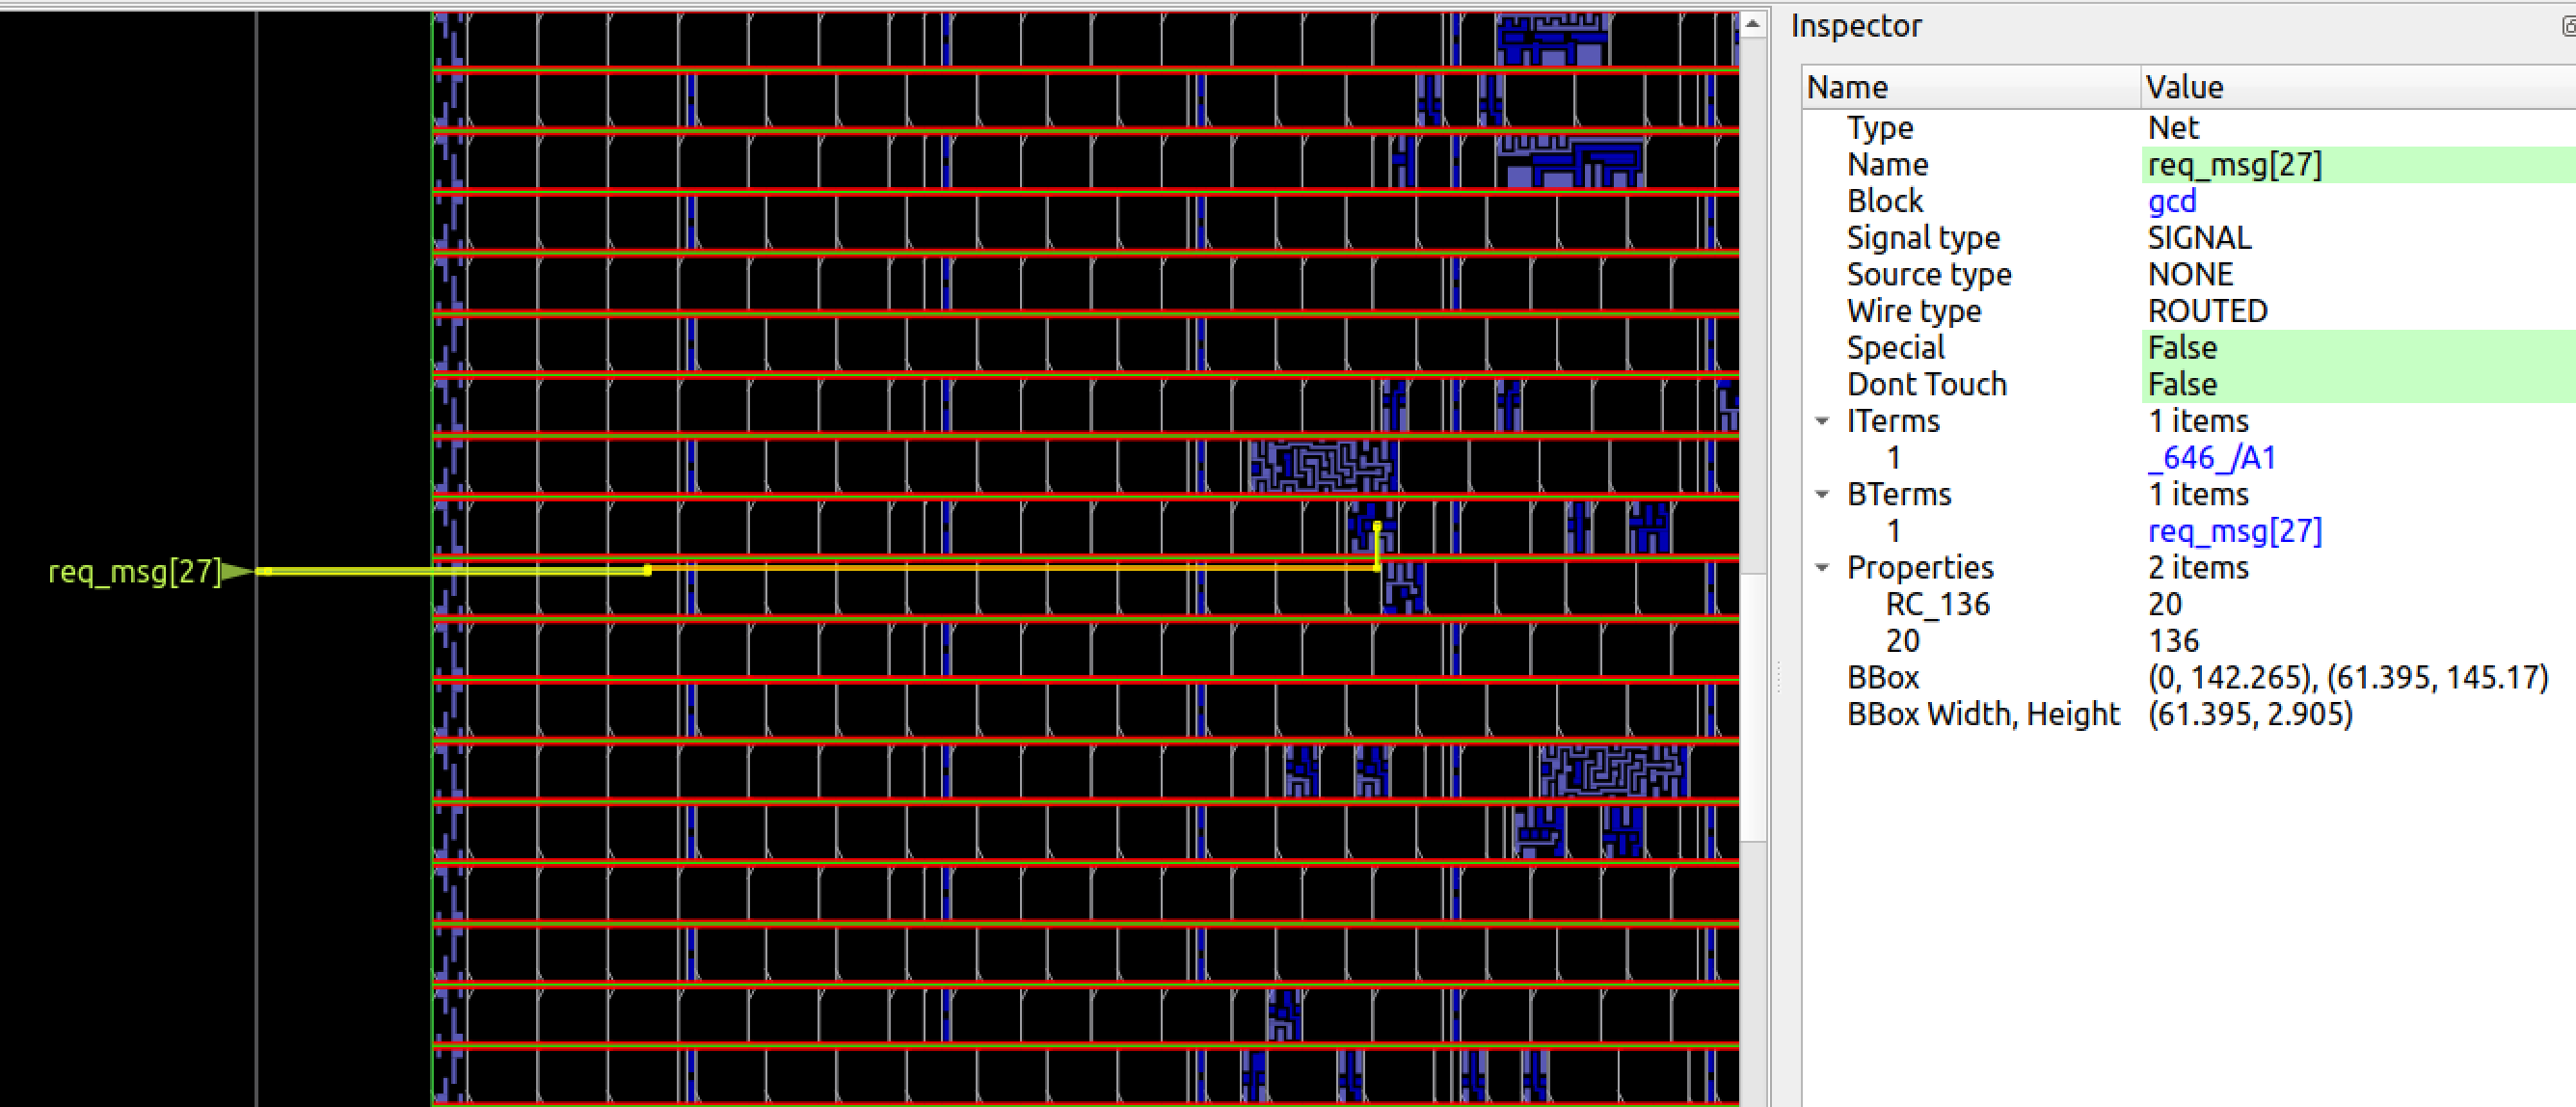 Inspector
Name Value
Type Net
Name req_msg[27]
Block gcd
Signal type SIGNAL
Source type NONE
Wire type ROUTED
Special False
Dont Touch False
ITerms 1 items
1 _646_/A1
BTerms 1 items
1 req_msg[27]
Properties 2 items
RC_136 20
20 136
BBox (0, 142.265), (61.395, 145.17)
BBox Width, Height (61.395, 2.905)
req_msg[27]